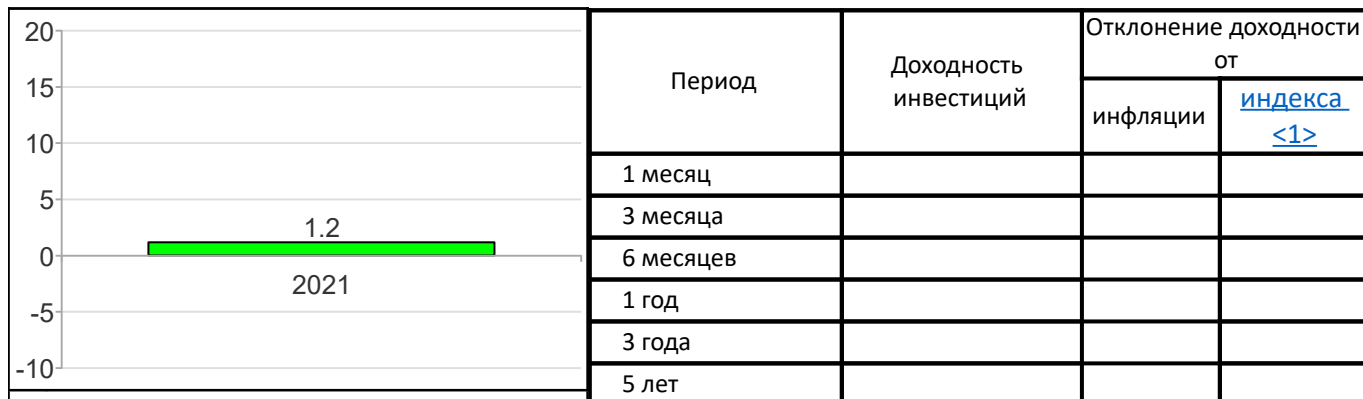 20
15
10
5
0
-5
-10
1.2
2021
Период
Доходность
инвестиций
Отклонение доходности
от
инфляции
индекса
<1>
1 месяц
3 месяца
6 месяцев
1 год
3 года
5 лет